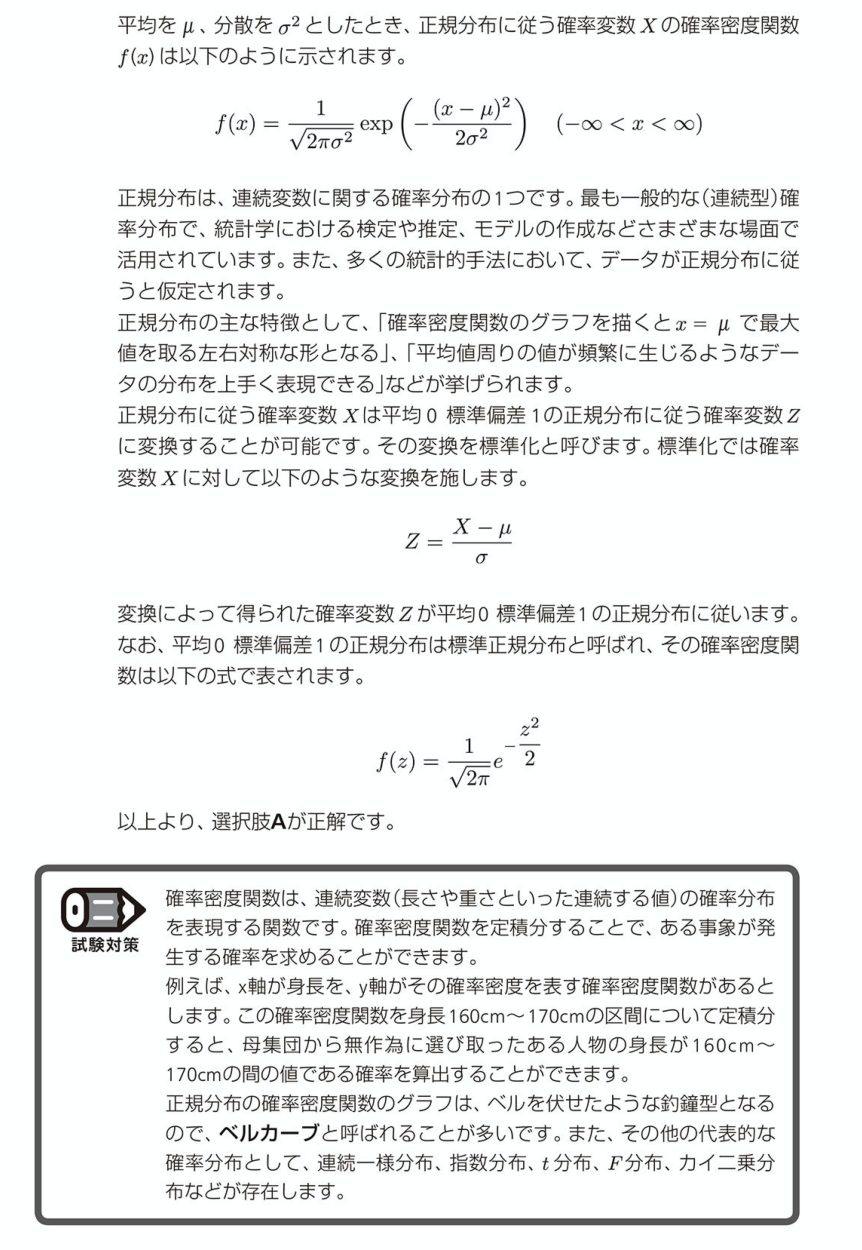 平均を μ 、分散を σ² としたとき、正規分布に従う確率変数 X の確率密度関数
f(x) は以下のように示されます。
f(x) = 1/√(2πσ²) exp(−(x − μ)²/2σ²) (−∞ < x < ∞)
正規分布は、連続変数に関する確率分布の1つです。最も一般的な（連続型）確
率分布で、統計学における検定や推定、モデルの作成などさまざまな場面で
活用されています。また、多くの統計的手法において、データが正規分布に従
うと仮定されます。
正規分布の主な特徴として、「確率密度関数のグラフを描くと x = μ で最大
値を取る左右対称な形となる」、「平均値周りの値が頻繁に生じるようなデー
タの分布を上手く表現できる」などが挙げられます。
正規分布に従う確率変数 X は平均0 標準偏差1の正規分布に従う確率変数 Z
に変換することが可能です。その変換を標準化と呼びます。標準化では確率
変数 X に対して以下のような変換を施します。
Z = (X − μ)/σ
変換によって得られた確率変数 Z が平均0 標準偏差1の正規分布に従います。
なお、平均0 標準偏差1の正規分布は標準正規分布と呼ばれ、その確率密度関
数は以下の式で表されます。
f(z) = 1/√(2π) e^(−z²/2)
以上より、選択肢Aが正解です。
試験対策
確率密度関数は、連続変数（長さや重さといった連続する値）の確率分布
を表現する関数です。確率密度関数を定積分することで、ある事象が発
生する確率を求めることができます。
例えば、x軸が身長を、y軸がその確率密度を表す確率密度関数があると
します。この確率密度関数を身長160cm〜170cmの区間について定積分
すると、母集団から無作為に選び取ったある人物の身長が160cm〜
170cmの間の値である確率を算出することができます。
正規分布の確率密度関数のグラフは、ベルを伏せたような釣鐘型となる
ので、ベルカーブと呼ばれることが多いです。また、その他の代表的な
確率分布として、連続一様分布、指数分布、t 分布、F分布、カイ二乗分
布などが存在します。